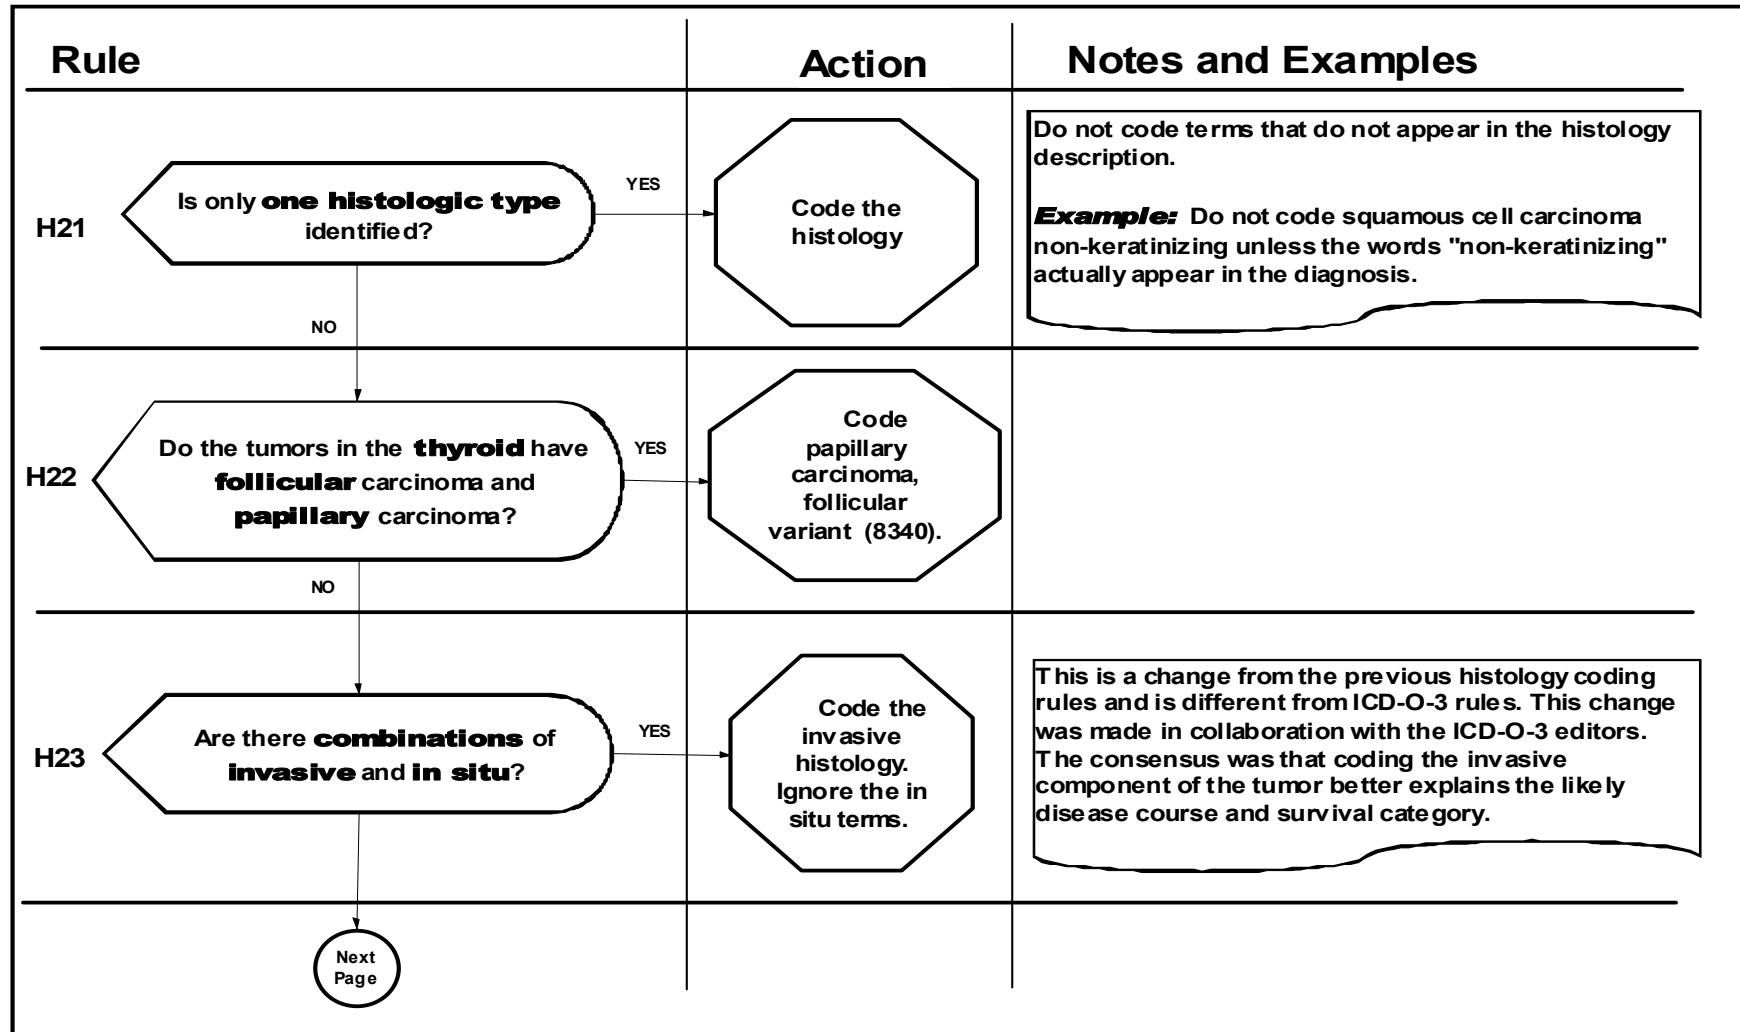 Rule
Action
Notes and Examples
H21
Is only one histologic type
identified?
YES
Code the
histology
Do not code terms that do not appear in the histology
description.
Example: Do not code squamous cell carcinoma
non-keratinizing unless the words "non-keratinizing"
actually appear in the diagnosis.
NO
H22
Do the tumors in the thyroid have
follicular carcinoma and
papillary carcinoma?
YES
Code
papillary
carcinoma,
follicular
variant (8340).
NO
H23
Are there combinations of
invasive and in situ?
YES
Code the
invasive
histology.
Ignore the in
situ terms.
This is a change from the previous histology coding
rules and is different from ICD-O-3 rules. This change
was made in collaboration with the ICD-O-3 editors.
The consensus was that coding the invasive
component of the tumor better explains the likely
disease course and survival category.
Next
Page